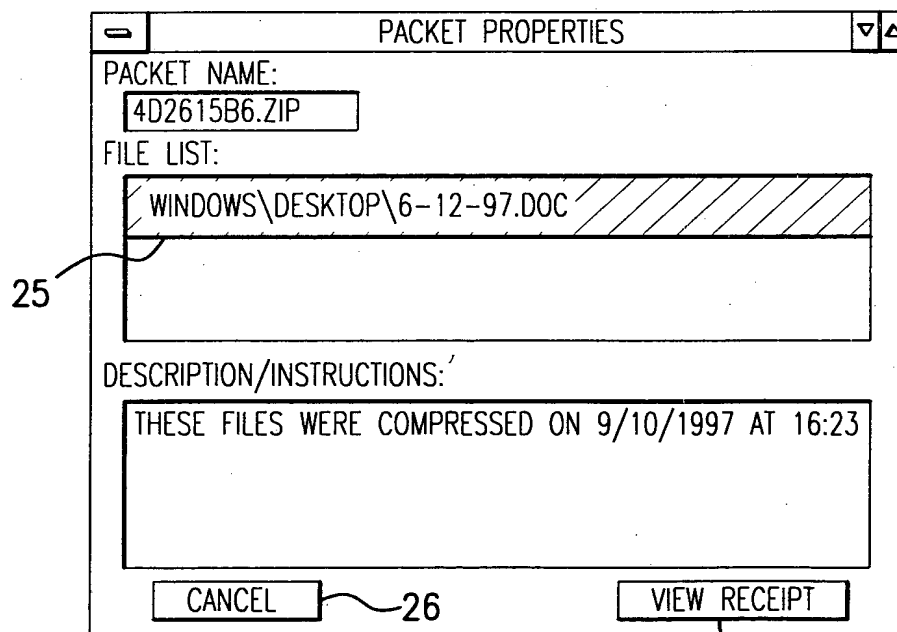 PACKET PROPERTIES
PACKET NAME:
4D2615B6.ZIP
FILE LIST:
WINDOWS\DESKTOP\6-12-97.DOC
25
DESCRIPTION/INSTRUCTIONS:
THESE FILES WERE COMPRESSED ON 9/10/1997 AT 16:23
CANCEL
26
VIEW RECEIPT